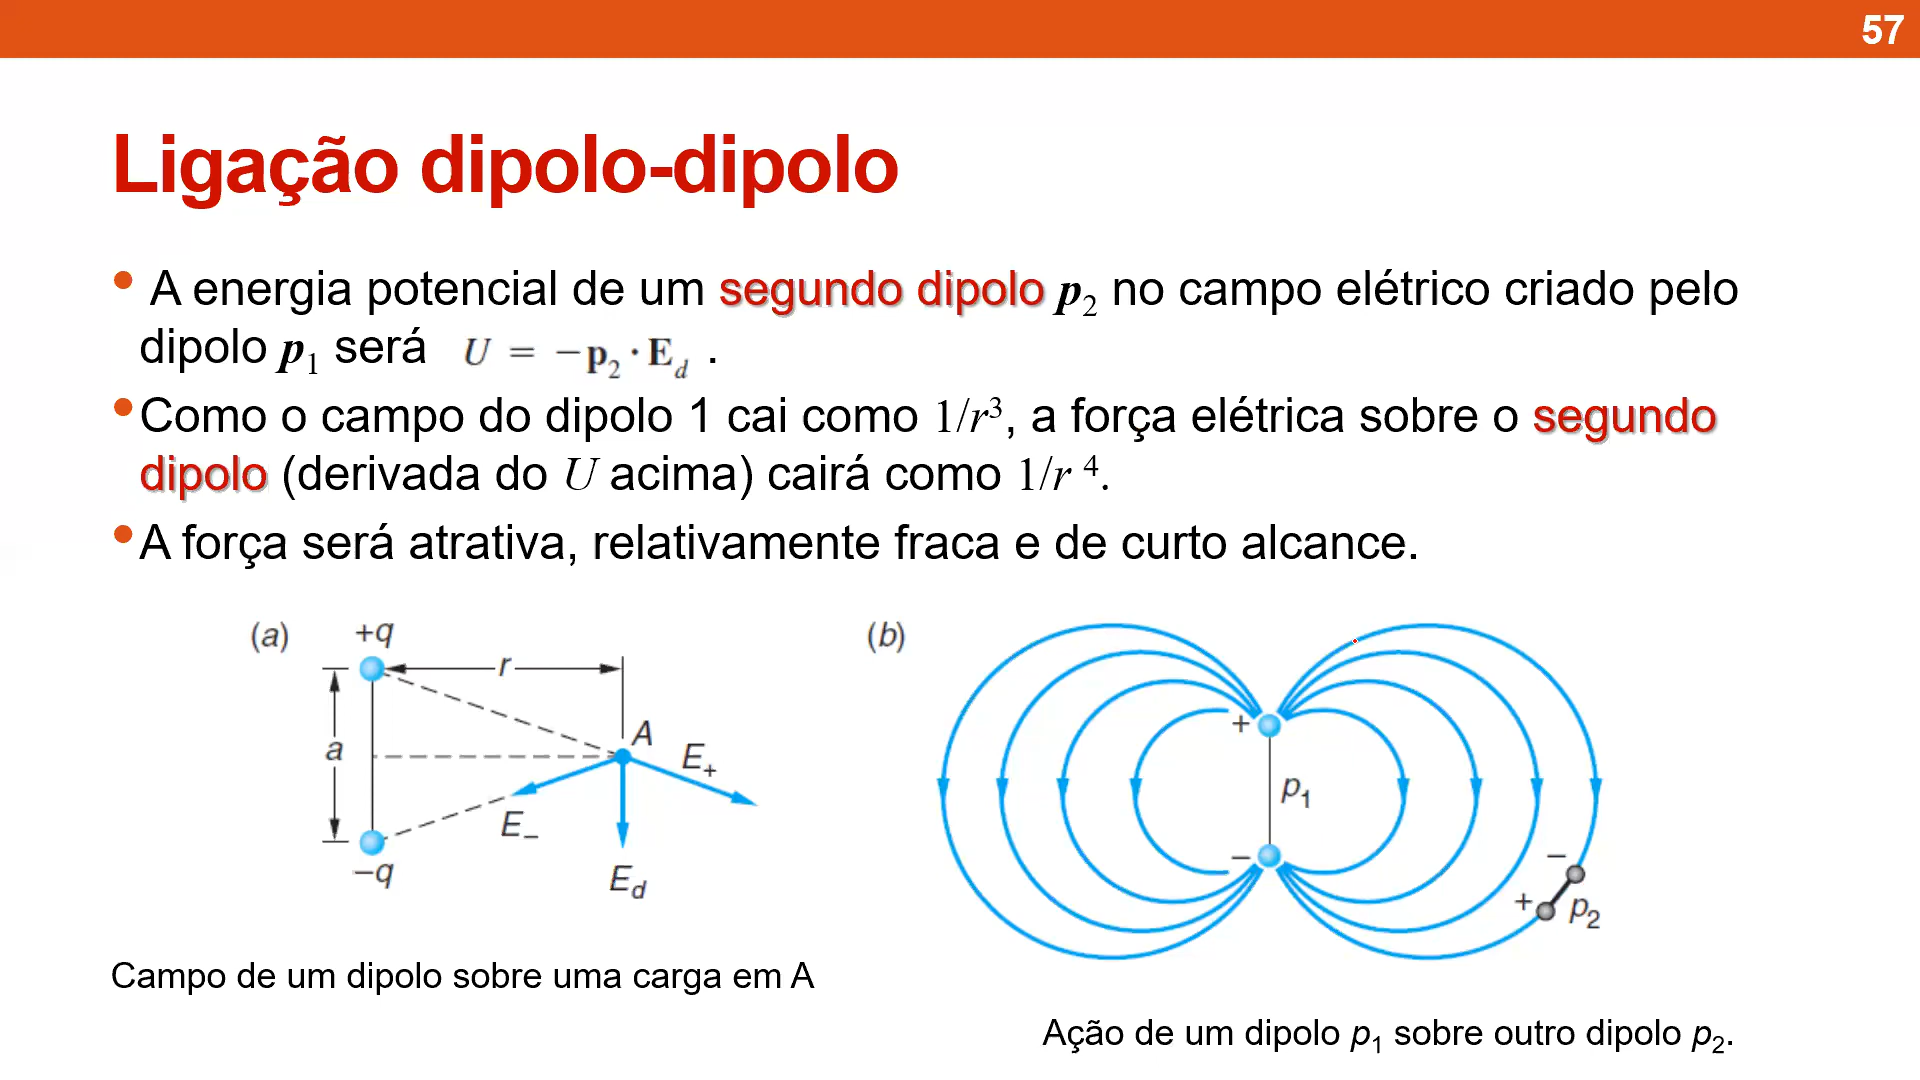 57
Ligação dipolo-dipolo
• A energia potencial de um segundo dipolo p₂ no campo elétrico criado pelo
dipolo p₁ será U = −p₂ · E_d .
•Como o campo do dipolo 1 cai como 1/r³, a força elétrica sobre o segundo
dipolo (derivada do U acima) cairá como 1/r ⁴.
•A força será atrativa, relativamente fraca e de curto alcance.
(a) +q
r
a
A
E₊
E₋
−q
E_d
(b)
+
p₁
−
−
+ p₂
Campo de um dipolo sobre uma carga em A
Ação de um dipolo p₁ sobre outro dipolo p₂.